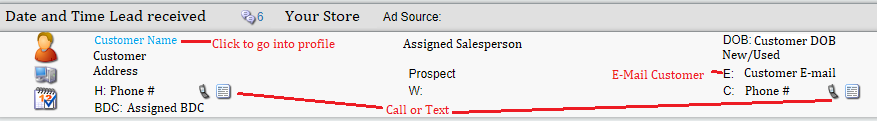 Date and Time Lead received 6 Your Store Ad Source:
Customer Name Click to go into profile Assigned Salesperson DOB: Customer DOB
Customer New/Used
Address Prospect E-Mail Customer E: Customer E-mail
H: Phone # W: C: Phone #
BDC: Assigned BDC Call or Text
12